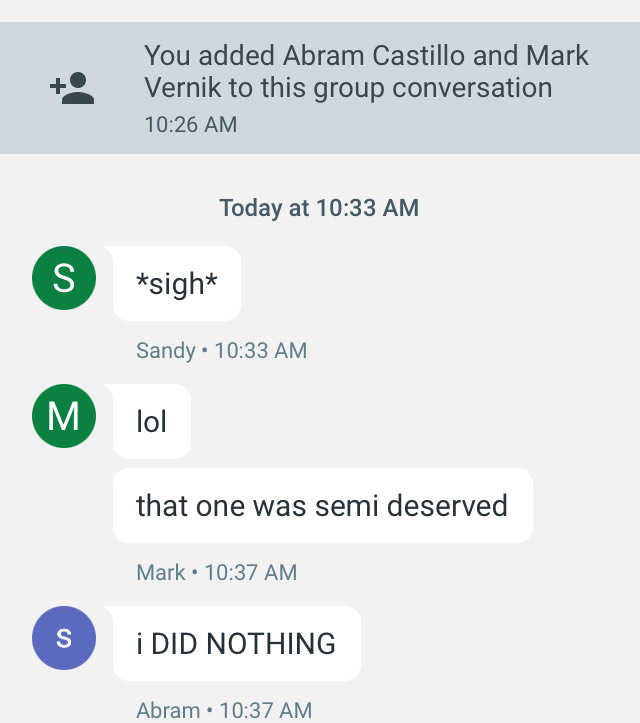 You added Abram Castillo and Mark
Vernik to this group conversation
10:26 AM
Today at 10:33 AM
S
*sigh*
Sandy • 10:33 AM
M
lol
that one was semi deserved
Mark • 10:37 AM
s
i DID NOTHING
Abram • 10:37 AM